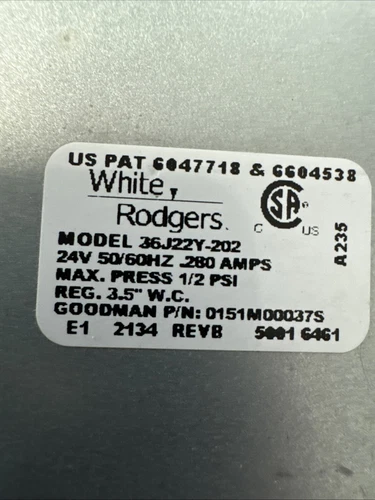 US PAT 6047718 & 6604538
White,
Rodgers.
SA ®
C US
MODEL 36J22Y-202
24V 50/60HZ .280 AMPS
MAX. PRESS 1/2 PSI
REG. 3.5" W.C.
GOODMAN P/N: 0151M00037S
E1 2134 REVB 5001 6461
A235